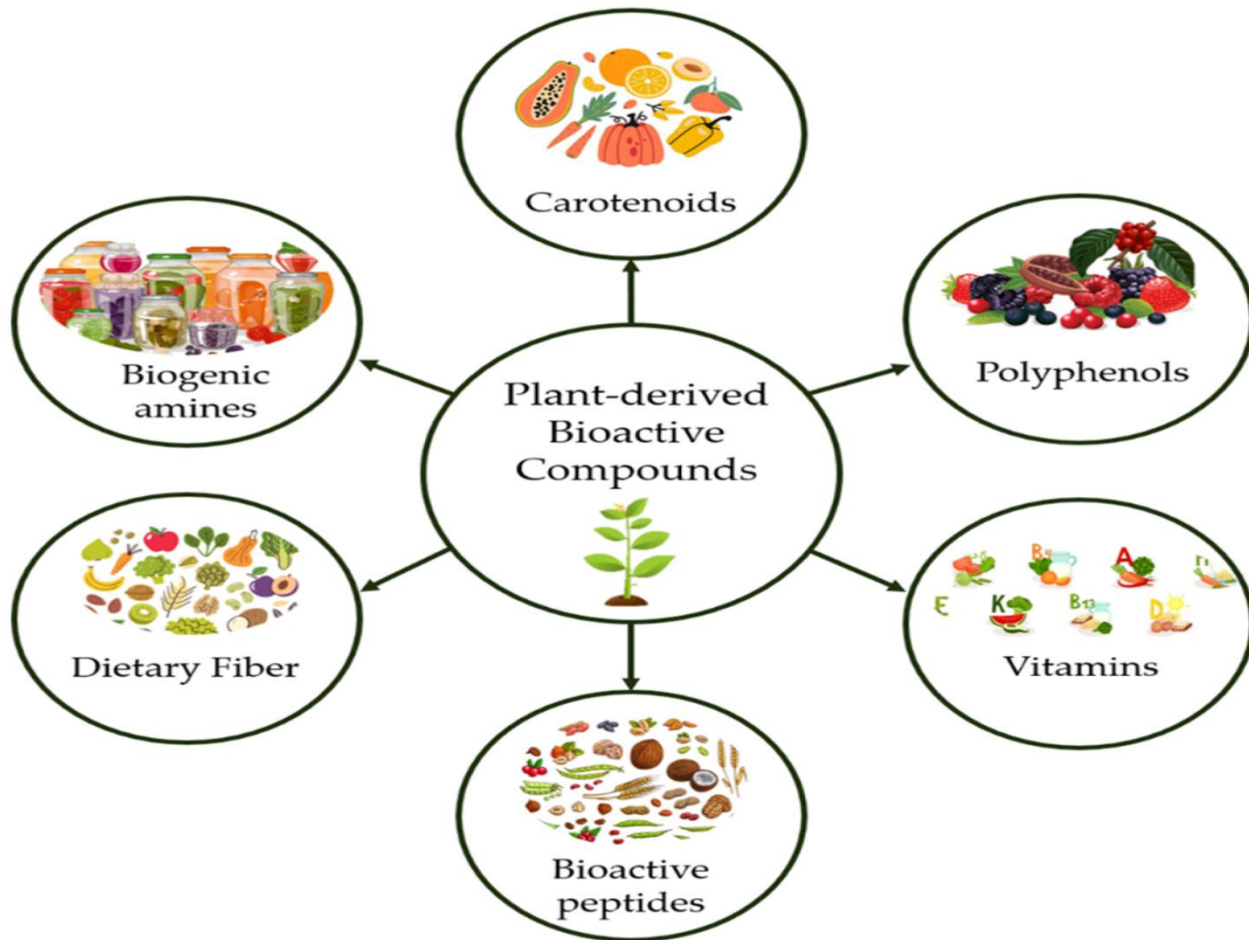 Carotenoids
Biogenic
amines
Polyphenols
Plant-derived
Bioactive
Compounds
Dietary Fiber
A
E
K
D
Vitamins
Bioactive
peptides